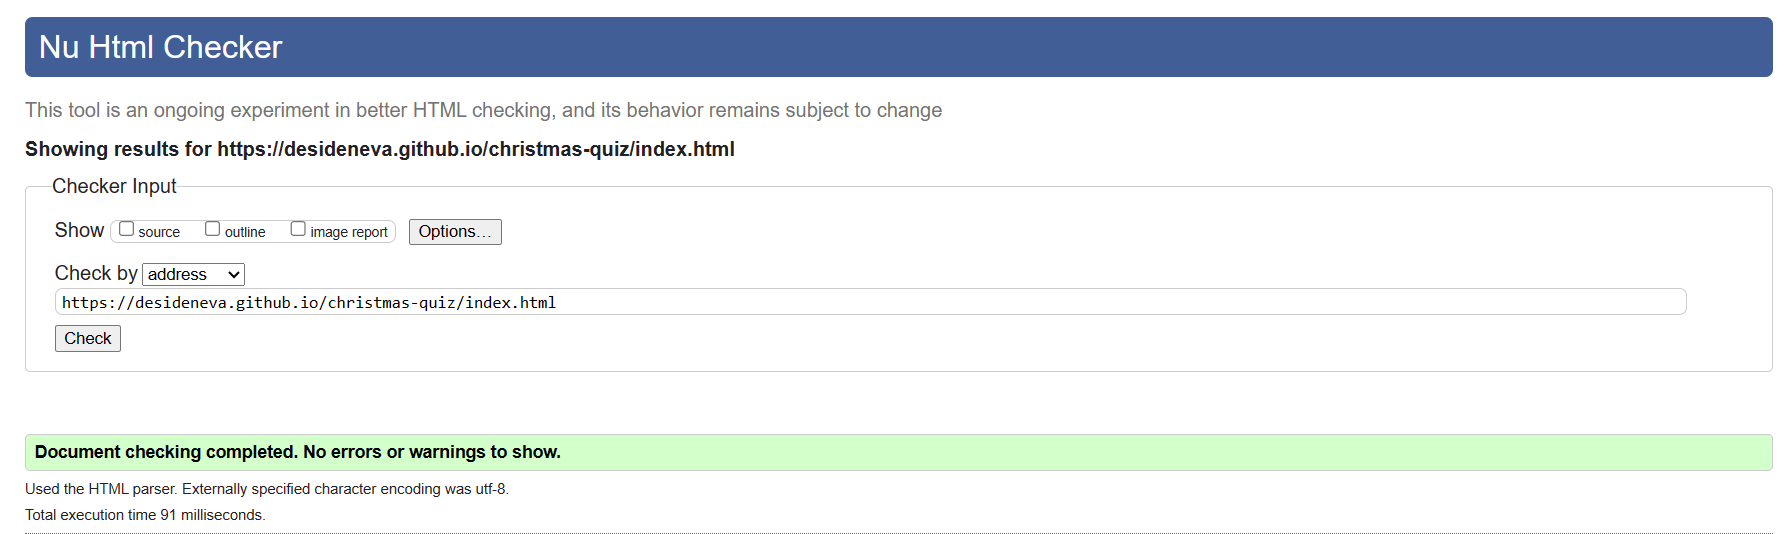 Nu Html Checker
This tool is an ongoing experiment in better HTML checking, and its behavior remains subject to change
Showing results for https://desideneva.github.io/christmas-quiz/index.html
Checker Input
Show source outline image report Options...
Check by address
https://desideneva.github.io/christmas-quiz/index.html
Check
Document checking completed. No errors or warnings to show.
Used the HTML parser. Externally specified character encoding was utf-8.
Total execution time 91 milliseconds.